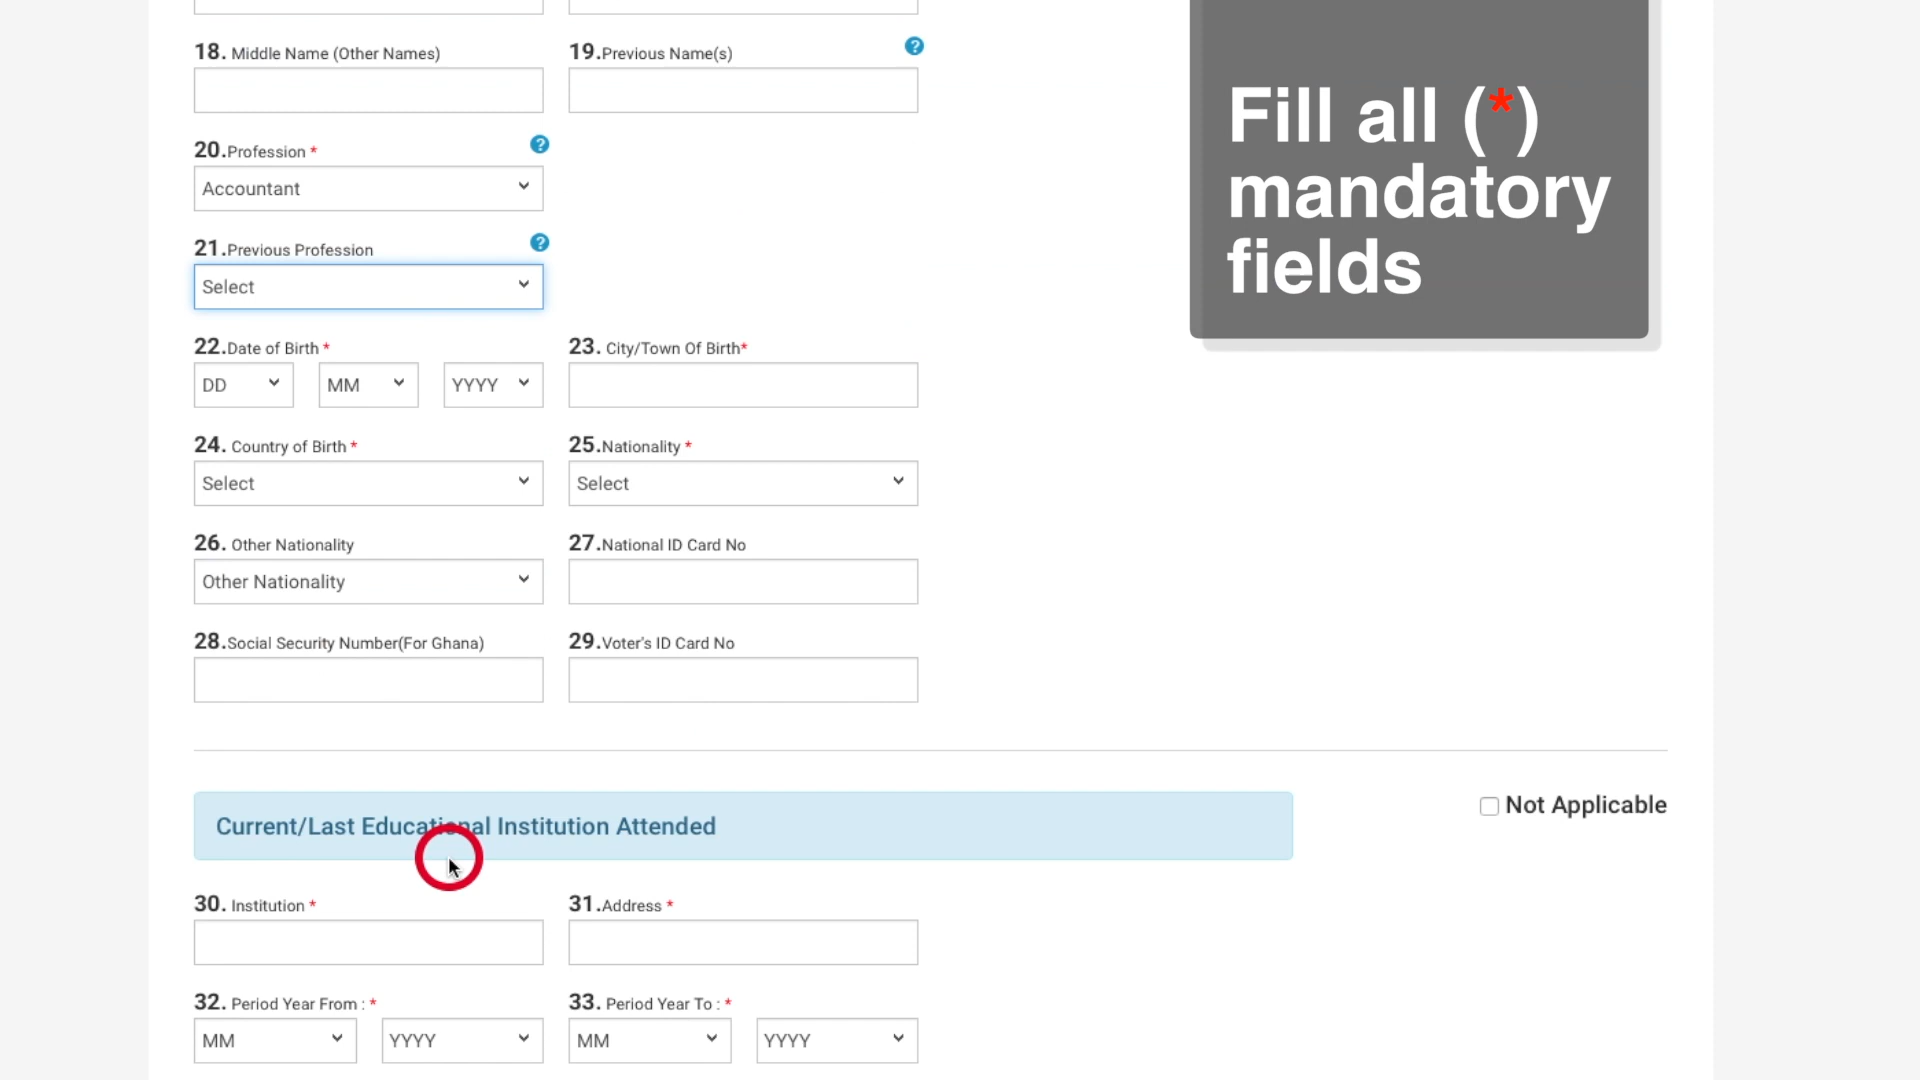 18. Middle Name (Other Names)
19.Previous Name(s)
?
20.Profession *
?
Accountant
21.Previous Profession
?
Select
22.Date of Birth *
23. City/Town Of Birth*
DD
MM
YYYY
24. Country of Birth *
25.Nationality *
Select
Select
26. Other Nationality
27.National ID Card No
Other Nationality
28.Social Security Number(For Ghana)
29.Voter's ID Card No
Fill all (*)
mandatory
fields
Current/Last Educational Institution Attended
Not Applicable
30. Institution *
31.Address *
32. Period Year From : *
33. Period Year To : *
MM
YYYY
MM
YYYY